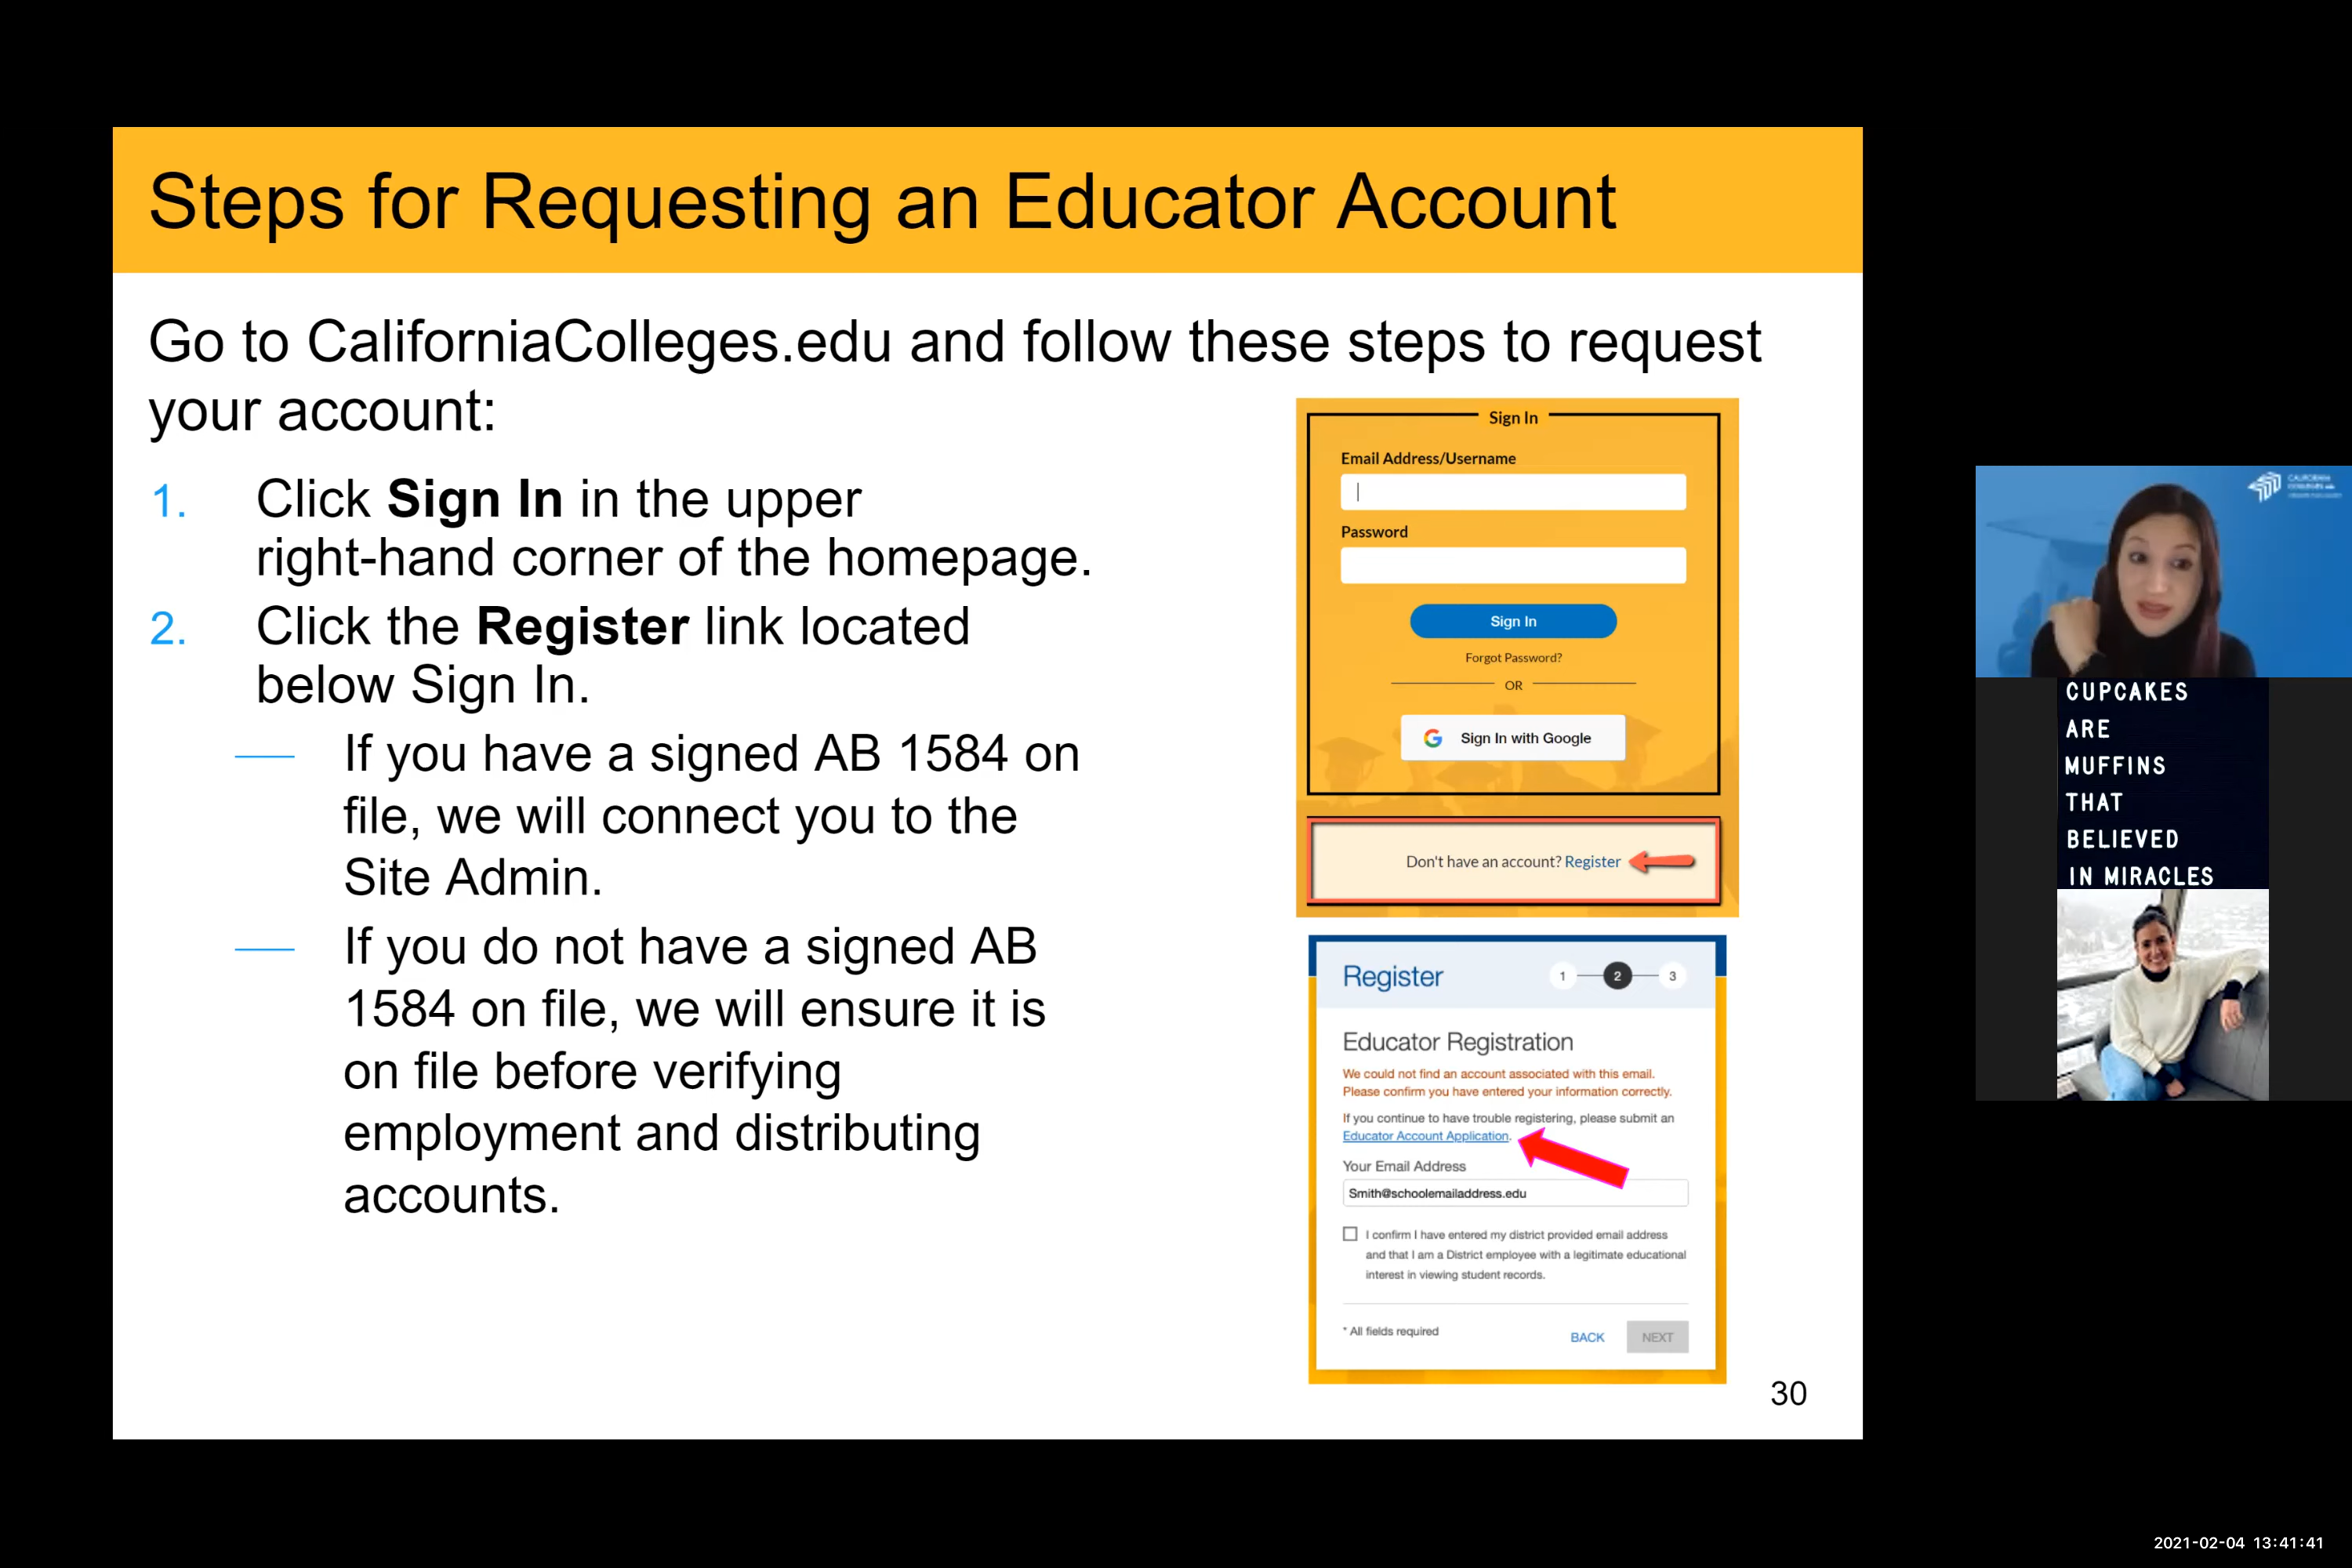 Steps for Requesting an Educator Account
Go to CaliforniaColleges.edu and follow these steps to request
your account:
1. Click Sign In in the upper
right-hand corner of the homepage.
2. Click the Register link located
below Sign In.
If you have a signed AB 1584 on
file, we will connect you to the
Site Admin.
If you do not have a signed AB
1584 on file, we will ensure it is
on file before verifying
employment and distributing
accounts.
Sign In
Email Address/Username
Password
Sign In
Forgot Password?
OR
Sign In with Google
Don't have an account? Register
Register
1 2 3
Educator Registration
We could not find an account associated with this email.
Please confirm you have entered your information correctly.
If you continue to have trouble registering, please submit an
Educator Account Application.
Your Email Address
Smith@schoolemailaddress.edu
I confirm I have entered my district provided email address
and that I am a District employee with a legitimate educational
interest in viewing student records.
* All fields required
BACK NEXT
30
CALIFORNIA
COLLEGES
CUPCAKES
ARE
MUFFINS
THAT
BELIEVED
IN MIRACLES
2021-02-04 13:41:41